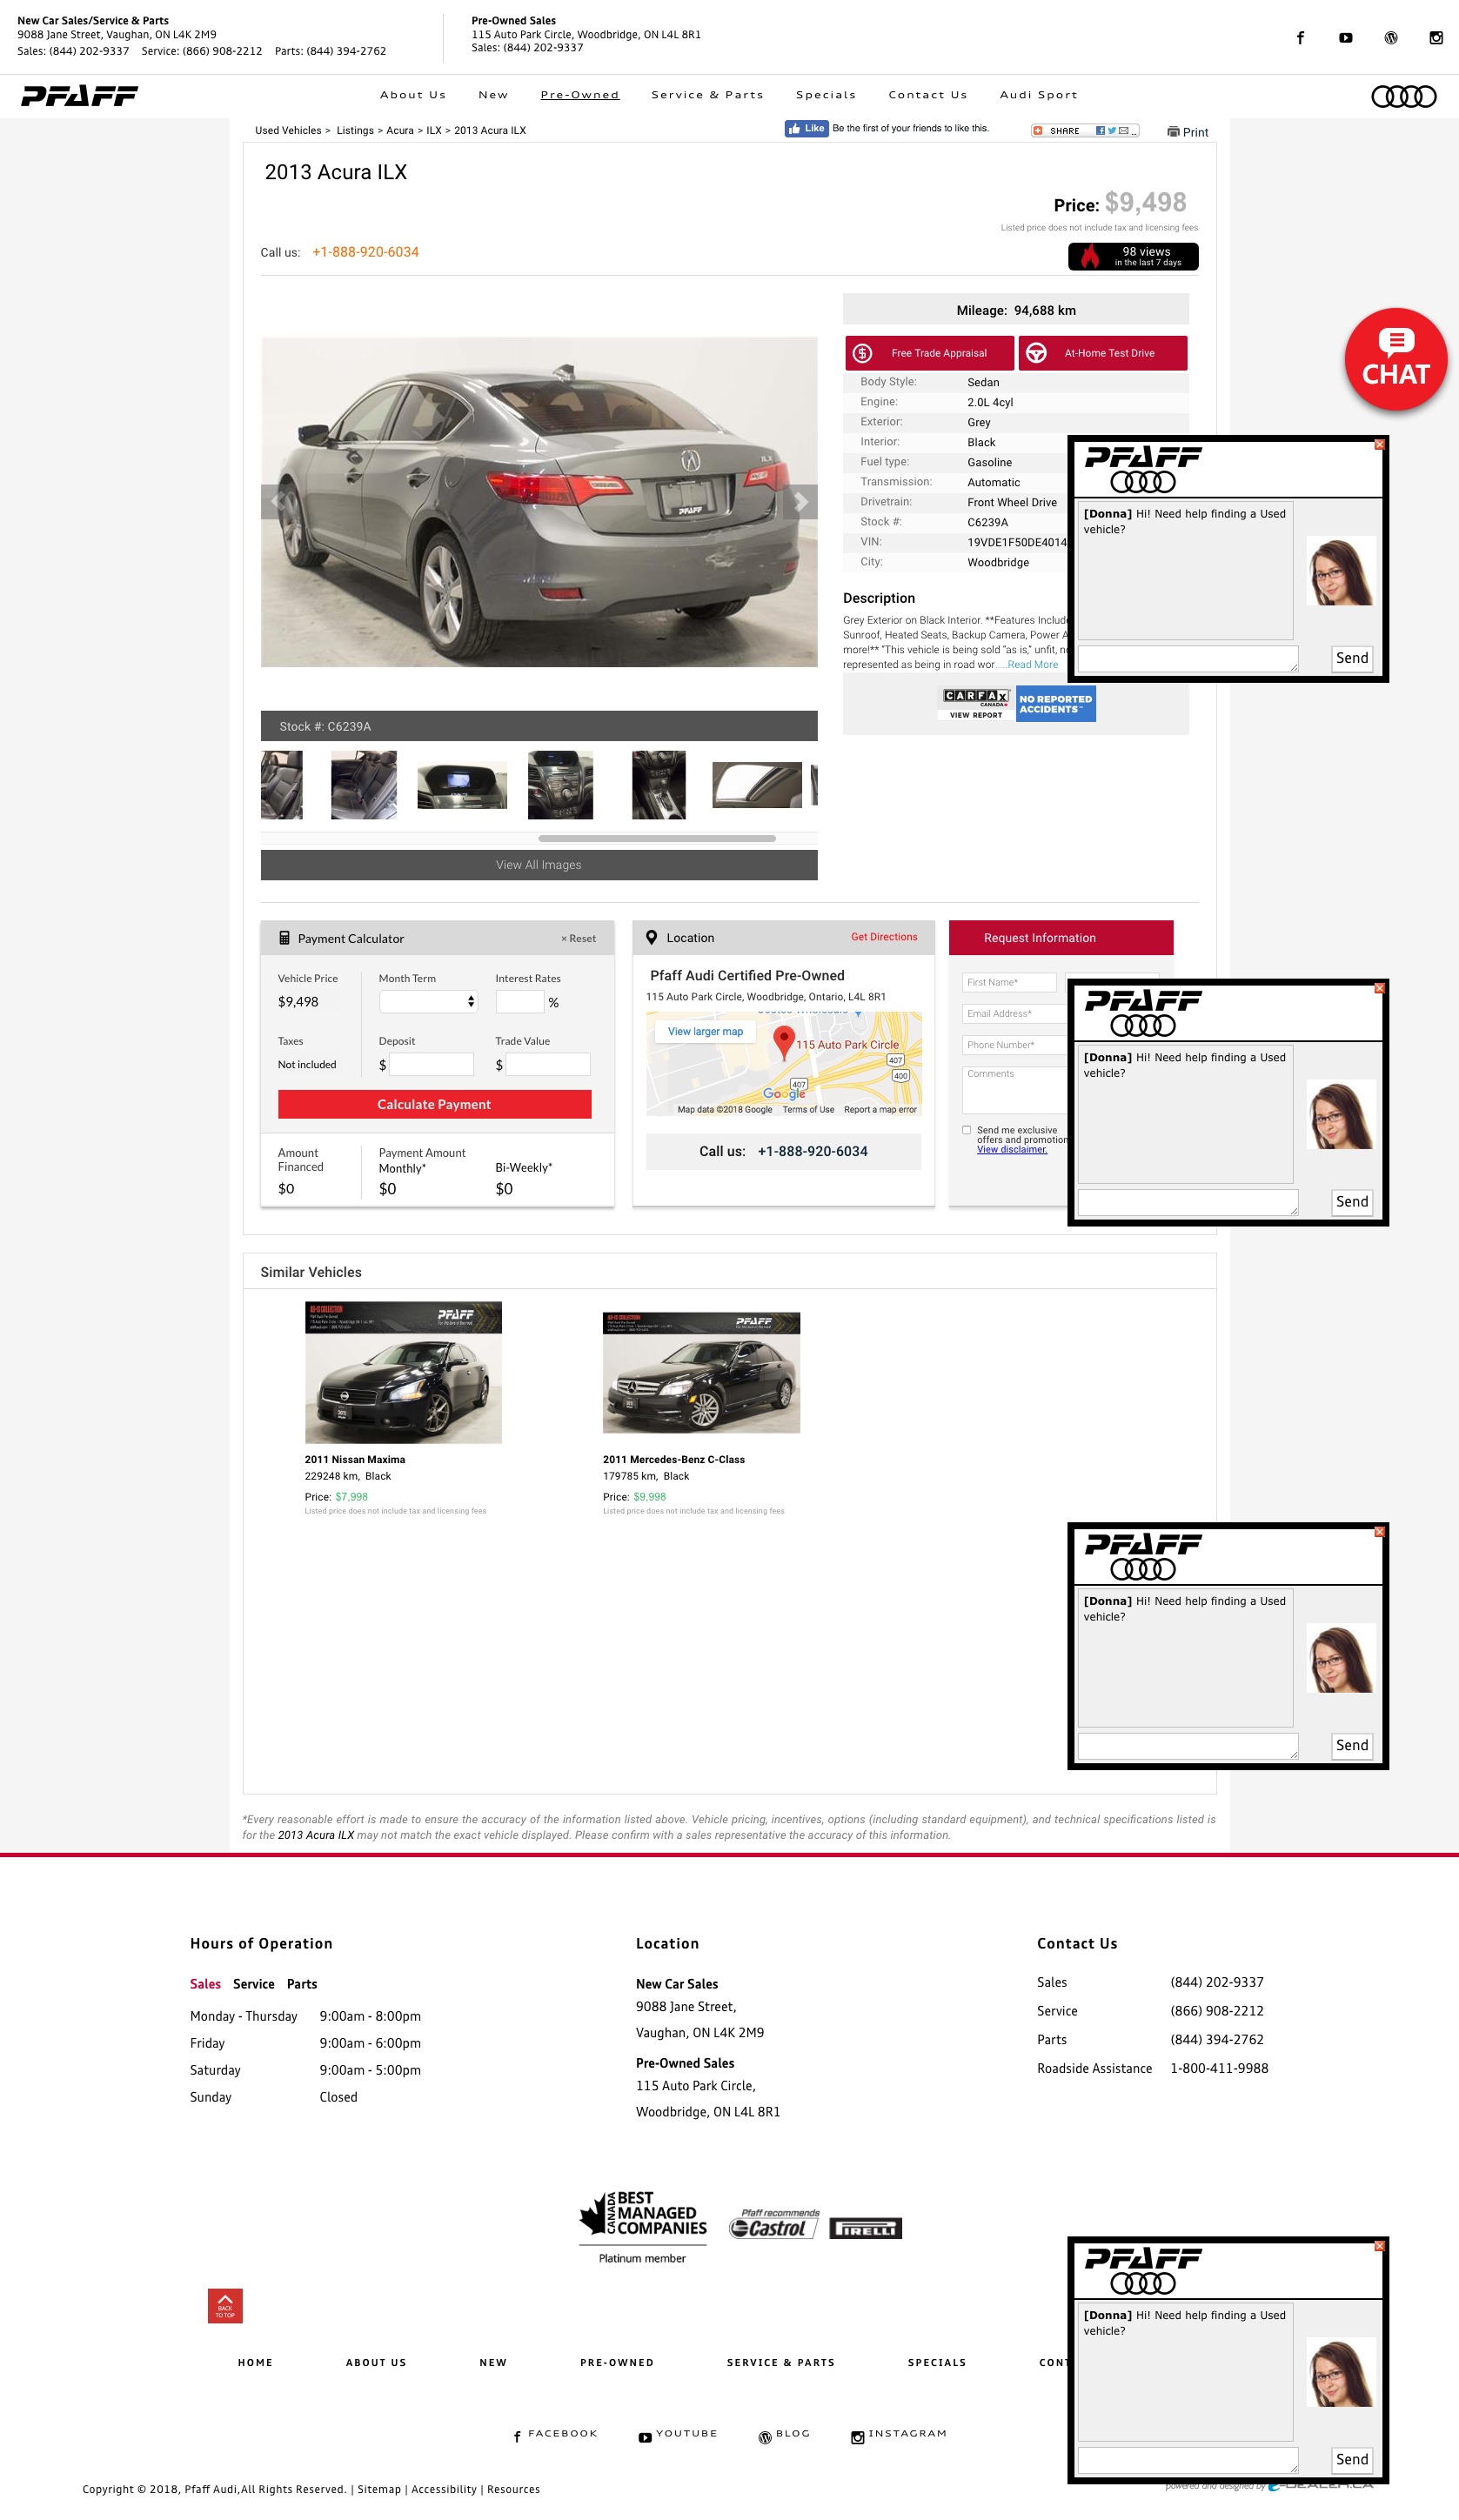 New Car Sales/Service & Parts
9088 Jane Street, Vaughan, ON L4K 2M9
Sales: (844) 202-9337 Service: (866) 908-2212 Parts: (844) 394-2762
Pre-Owned Sales
115 Auto Park Circle, Woodbridge, ON L4L 8R1
Sales: (844) 202-9337
PFAFF
About Us New Pre-Owned Service & Parts Specials Contact Us Audi Sport
Used Vehicles > Listings > Acura > ILX > 2013 Acura ILX
Like Be the first of your friends to like this.
SHARE
Print
2013 Acura ILX
Price: $9,498
Listed price does not include tax and licensing fees
Call us: +1-888-920-6034
98 views
in the last 7 days
Mileage: 94,688 km
Free Trade Appraisal
At-Home Test Drive
CHAT
Body Style: Sedan
Engine: 2.0L 4cyl
Exterior: Grey
Interior: Black
Fuel type: Gasoline
Transmission: Automatic
Drivetrain: Front Wheel Drive
Stock #: C6239A
VIN: 19VDE1F50DE4014
City: Woodbridge
Description
Grey Exterior on Black Interior. **Features Include
Sunroof, Heated Seats, Backup Camera, Power A
more!** "This vehicle is being sold "as is," unfit, n
represented as being in road wor.....Read More
CARFAX
CANADA
VIEW REPORT
NO REPORTED
ACCIDENTS™
PFAFF
[Donna] Hi! Need help finding a Used
vehicle?
Send
ILX
PFAFF
Stock #: C6239A
View All Images
Payment Calculator × Reset
Vehicle Price Month Term Interest Rates
$9,498 %
Taxes Deposit Trade Value
Not included $ $
Calculate Payment
Amount
Financed
$0
Payment Amount
Monthly* Bi-Weekly*
$0 $0
Location Get Directions
Pfaff Audi Certified Pre-Owned
115 Auto Park Circle, Woodbridge, Ontario, L4L 8R1
View larger map
115 Auto Park Circle
407
400
407
Google
Map data ©2018 Google Terms of Use Report a map error
Call us: +1-888-920-6034
Request Information
First Name*
Email Address*
Phone Number*
Comments
Send me exclusive
offers and promotion
View disclaimer.
PFAFF
[Donna] Hi! Need help finding a Used
vehicle?
Send
Similar Vehicles
AS-IS COLLECTION
PFAFF
AS-IS COLLECTION
PFAFF
2011 Nissan Maxima
229248 km, Black
Price: $7,998
Listed price does not include tax and licensing fees
2011 Mercedes-Benz C-Class
179785 km, Black
Price: $9,998
Listed price does not include tax and licensing fees
PFAFF
[Donna] Hi! Need help finding a Used
vehicle?
Send
*Every reasonable effort is made to ensure the accuracy of the information listed above. Vehicle pricing, incentives, options (including standard equipment), and technical specifications listed is
for the 2013 Acura ILX may not match the exact vehicle displayed. Please confirm with a sales representative the accuracy of this information.
Hours of Operation
Sales Service Parts
Monday - Thursday 9:00am - 8:00pm
Friday 9:00am - 6:00pm
Saturday 9:00am - 5:00pm
Sunday Closed
Location
New Car Sales
9088 Jane Street,
Vaughan, ON L4K 2M9
Pre-Owned Sales
115 Auto Park Circle,
Woodbridge, ON L4L 8R1
Contact Us
Sales (844) 202-9337
Service (866) 908-2212
Parts (844) 394-2762
Roadside Assistance 1-800-411-9988
CANADA
BEST
MANAGED
COMPANIES
Platinum member
Pfaff recommends
Castrol
PIRELLI
BACK
TO TOP
HOME ABOUT US NEW PRE-OWNED SERVICE & PARTS SPECIALS CONT
FACEBOOK YOUTUBE BLOG INSTAGRAM
PFAFF
[Donna] Hi! Need help finding a Used
vehicle?
Send
Copyright © 2018, Pfaff Audi,All Rights Reserved. | Sitemap | Accessibility | Resources
powered and designed by e-DEALER.CA